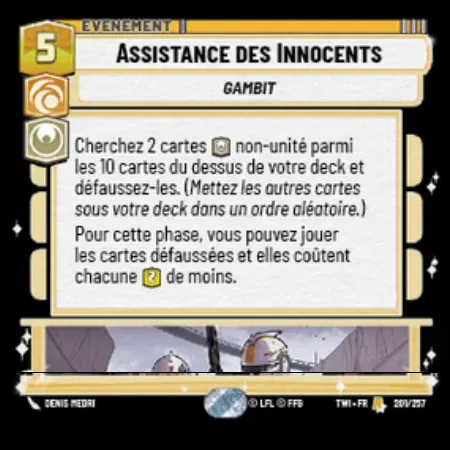 EVENEMENT
5
ASSISTANCE DES INNOCENTS
GAMBIT
Cherchez 2 cartes non-unité parmi
les 10 cartes du dessus de votre deck et
défaussez-les. (Mettez les autres cartes
sous votre deck dans un ordre aléatoire.)
Pour cette phase, vous pouvez jouer
les cartes défaussées et elles coûtent
chacune 2 de moins.
DENIS MEDRI
© LFL © FFG
TWI • FR
201/257